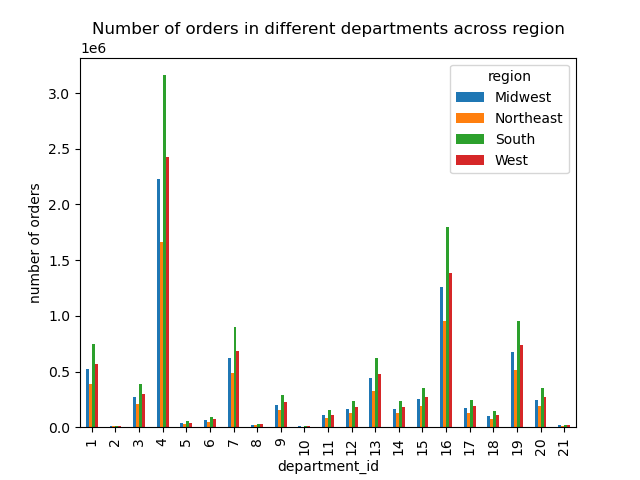 Number of orders in different departments across region
1e6
3.0
2.5
2.0
1.5
1.0
0.5
0.0
number of orders
region
Midwest
Northeast
South
West
1 2 3 4 5 6 7 8 9 10 11 12 13 14 15 16 17 18 19 20 21
department_id